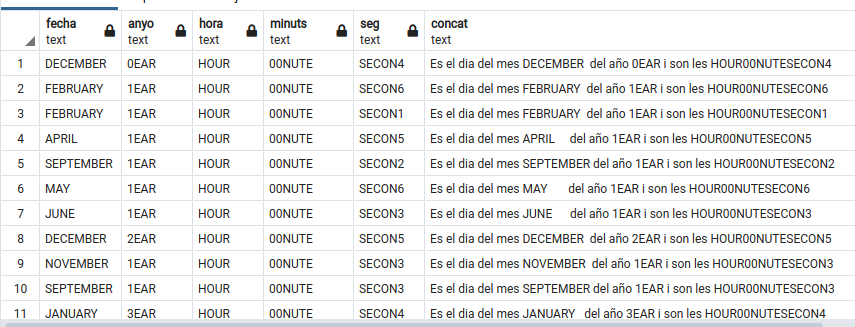 fecha anyo hora minuts seg concat
text text text text text text
1 DECEMBER 0EAR HOUR 00NUTE SECON4 Es el dia del mes DECEMBER  del año 0EAR i son les HOUR00NUTESECON4
2 FEBRUARY 1EAR HOUR 00NUTE SECON6 Es el dia del mes FEBRUARY  del año 1EAR i son les HOUR00NUTESECON6
3 FEBRUARY 1EAR HOUR 00NUTE SECON1 Es el dia del mes FEBRUARY  del año 1EAR i son les HOUR00NUTESECON1
4 APRIL 1EAR HOUR 00NUTE SECON5 Es el dia del mes APRIL     del año 1EAR i son les HOUR00NUTESECON5
5 SEPTEMBER 1EAR HOUR 00NUTE SECON2 Es el dia del mes SEPTEMBER del año 1EAR i son les HOUR00NUTESECON2
6 MAY 1EAR HOUR 00NUTE SECON6 Es el dia del mes MAY       del año 1EAR i son les HOUR00NUTESECON6
7 JUNE 1EAR HOUR 00NUTE SECON3 Es el dia del mes JUNE      del año 1EAR i son les HOUR00NUTESECON3
8 DECEMBER 2EAR HOUR 00NUTE SECON5 Es el dia del mes DECEMBER  del año 2EAR i son les HOUR00NUTESECON5
9 NOVEMBER 1EAR HOUR 00NUTE SECON3 Es el dia del mes NOVEMBER  del año 1EAR i son les HOUR00NUTESECON3
10 SEPTEMBER 1EAR HOUR 00NUTE SECON3 Es el dia del mes SEPTEMBER del año 1EAR i son les HOUR00NUTESECON3
11 JANUARY 3EAR HOUR 00NUTE SECON4 Es el dia del mes JANUARY   del año 3EAR i son les HOUR00NUTESECON4